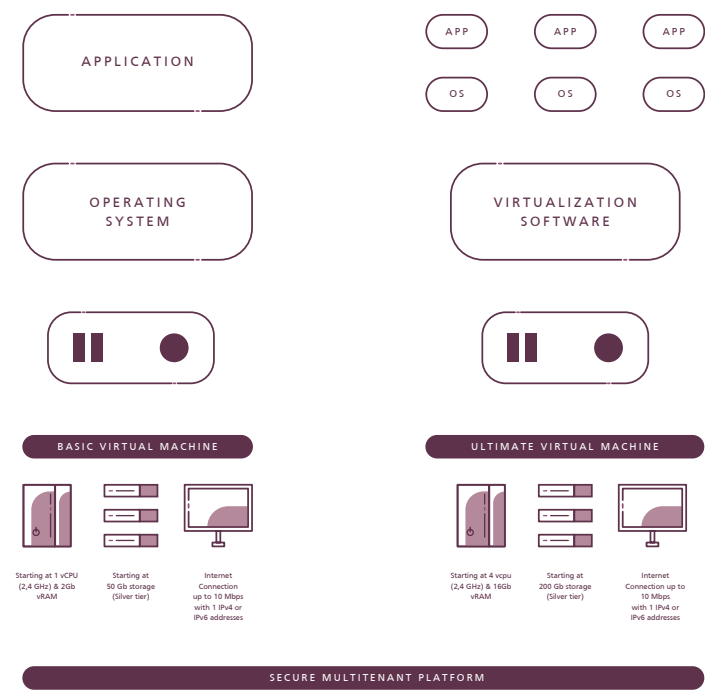 APPLICATION
APP
APP
APP
OS
OS
OS
OPERATING
SYSTEM
VIRTUALIZATION
SOFTWARE
BASIC VIRTUAL MACHINE
ULTIMATE VIRTUAL MACHINE
Starting at 1 vCPU
(2,4 GHz) & 2Gb
vRAM
Starting at
50 Gb storage
(Silver tier)
Internet
Connection
up to 10 Mbps
with 1 IPv4 or
IPv6 addresses
Starting at 4 vcpu
(2,4 GHz) & 16Gb
vRAM
Starting at
200 Gb storage
(Silver tier)
Internet
Connection up to
10 Mbps
with 1 IPv4 or
IPv6 addresses
SECURE MULTITENANT PLATFORM